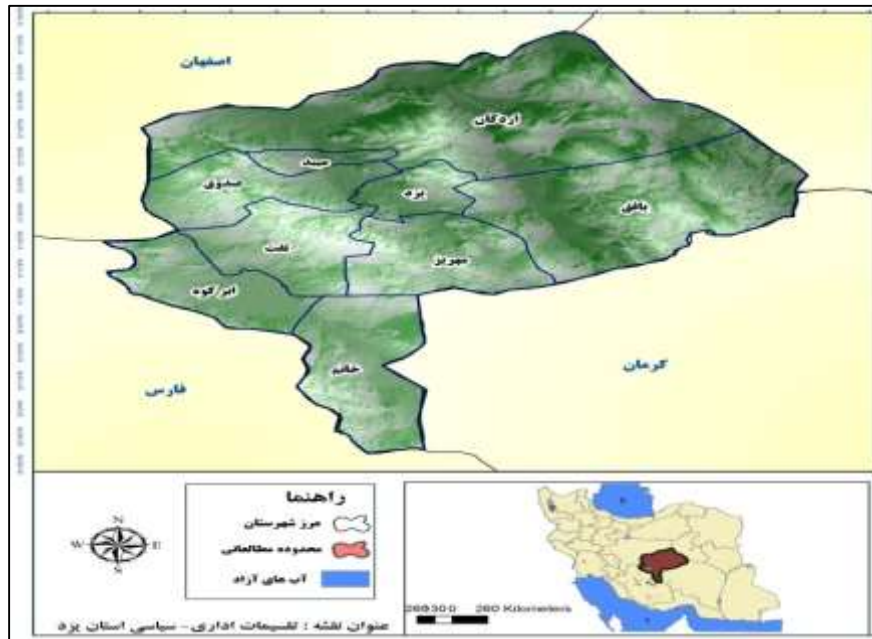 اصفهان
اردکان
میبد
صدوق
یزد
بافق
تفت
مهریز
ابرکوه
خاتم
کرمان
فارس
راهنما
مرز شهرستان
محدوده مطالعاتی
آب های آزاد
N
W
E
S
260 Kilometers
عنوان نقشه : تقسیمات اداری- سیاسی استان یزد